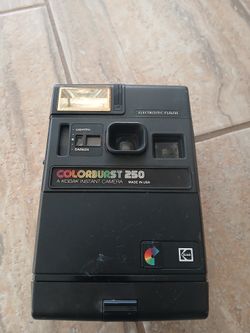 ELECTRONIC FLASH
LIGHTEN
DARKEN
COLORBURST 250
A KODAK INSTANT CAMERA MADE IN USA